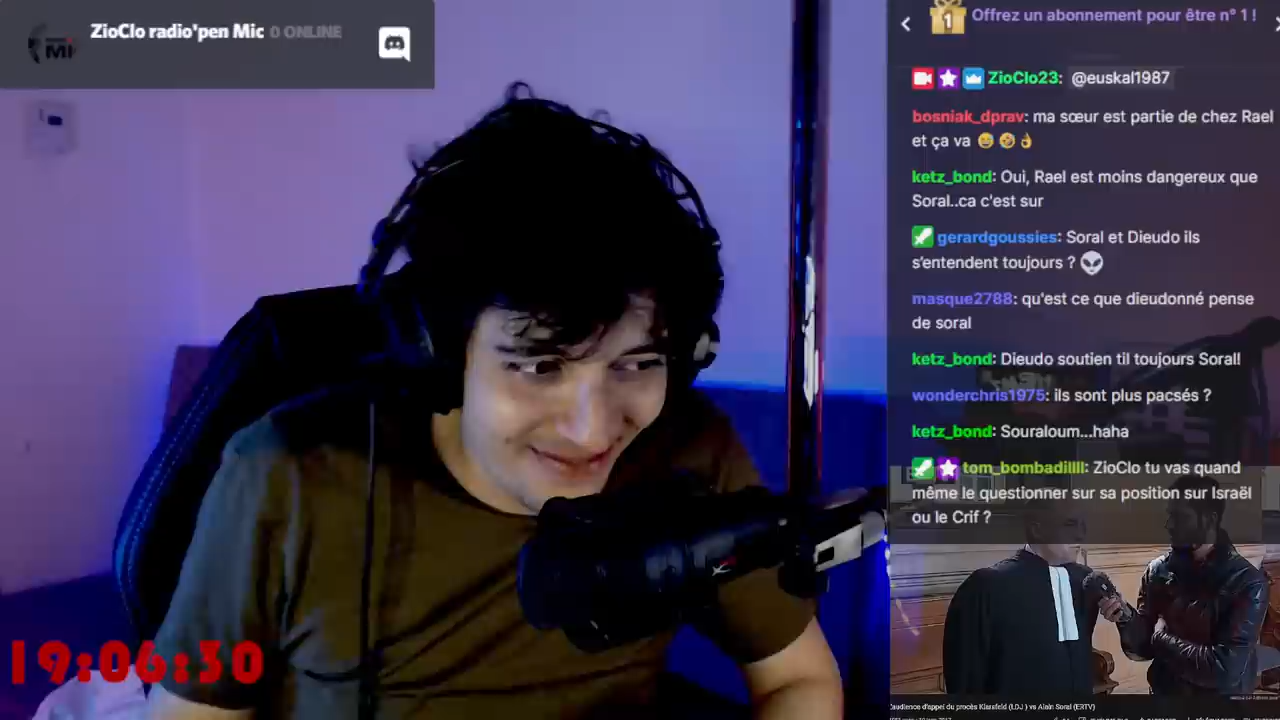 ZioClo radio'pen Mic 0 ONLINE
MI
1
Offrez un abonnement pour être n° 1 !
ZioClo23: @euskal1987
bosniak_dprav: ma sœur est partie de chez Rael
et ça va 😅 🤣 👌
ketz_bond: Oui, Rael est moins dangereux que
Soral..ca c'est sur
gerardgoussies: Soral et Dieudo ils
s'entendent toujours ? 👽
masque2788: qu'est ce que dieudonné pense
de soral
ketz_bond: Dieudo soutien til toujours Soral!
wonderchris1975: ils sont plus pacsés ?
ketz_bond: Souraloum...haha
tom_bombadillll: ZioClo tu vas quand
même le questionner sur sa position sur Israël
ou le Crif ?
19:06:30
L'audience d'appel du procès Klarsfeld (LDJ) vs Alain Soral (ERTV)